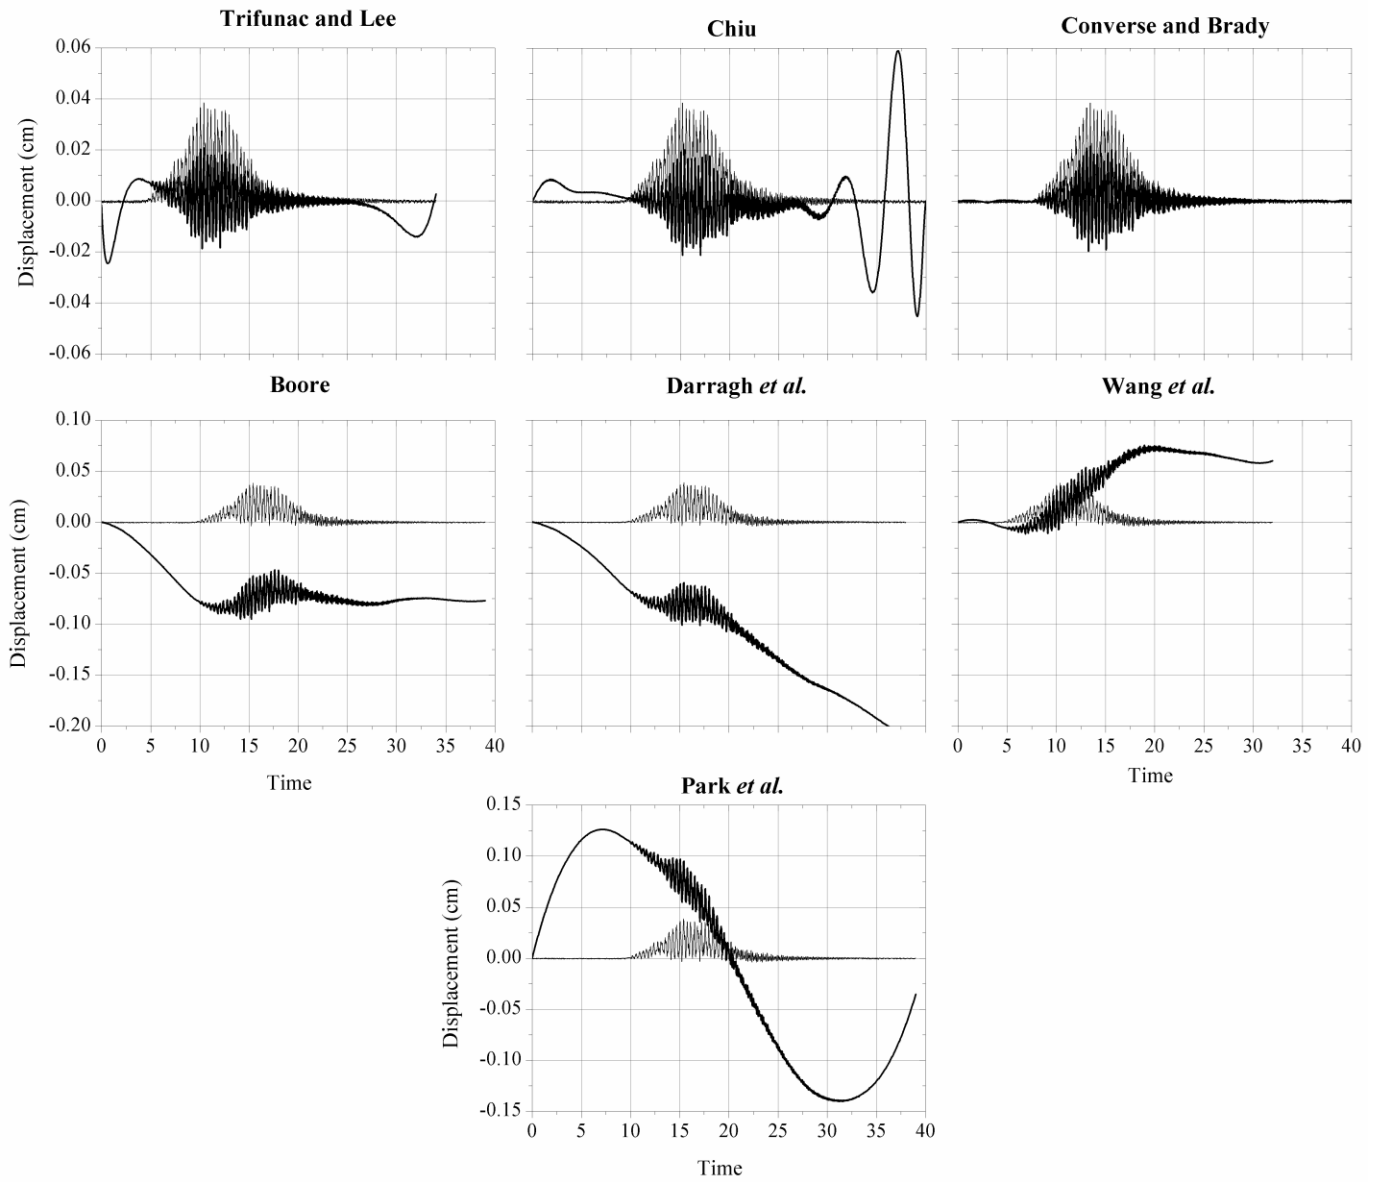 Trifunac and Lee
Chiu
Converse and Brady
Displacement (cm)
0.06
0.04
0.02
0.00
-0.02
-0.04
-0.06
Boore
Darragh et al.
Wang et al.
Displacement (cm)
0.10
0.05
0.00
-0.05
-0.10
-0.15
-0.20
0 5 10 15 20 25 30 35 40
0 5 10 15 20 25 30 35 40
Time
Time
Park et al.
Displacement (cm)
0.15
0.10
0.05
0.00
-0.05
-0.10
-0.15
0 5 10 15 20 25 30 35 40
Time